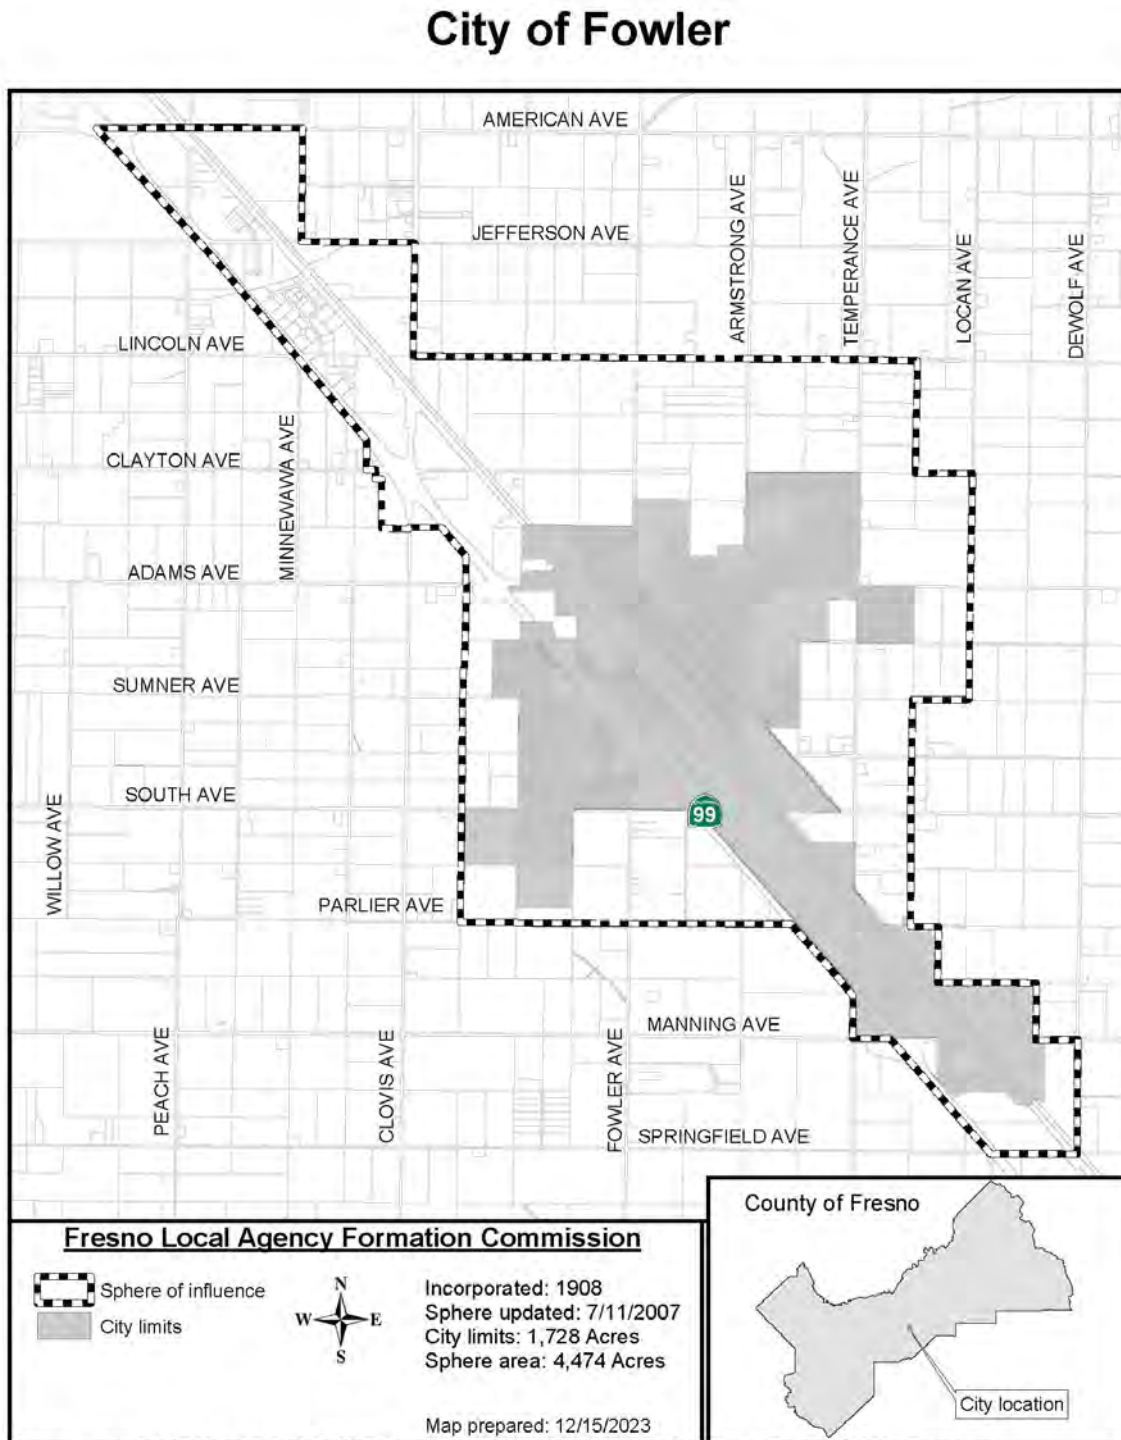 City of Fowler
AMERICAN AVE
JEFFERSON AVE
ARMSTRONG AVE
TEMPERANCE AVE
LOCAN AVE
DEWOLF AVE
LINCOLN AVE
MINNEWAWA AVE
CLAYTON AVE
ADAMS AVE
SUMNER AVE
SOUTH AVE
99
WILLOW AVE
PARLIER AVE
MANNING AVE
PEACH AVE
CLOVIS AVE
FOWLER AVE
SPRINGFIELD AVE
Fresno Local Agency Formation Commission
Sphere of influence
City limits
N
W E
S
Incorporated: 1908
Sphere updated: 7/11/2007
City limits: 1,728 Acres
Sphere area: 4,474 Acres
Map prepared: 12/15/2023
County of Fresno
City location